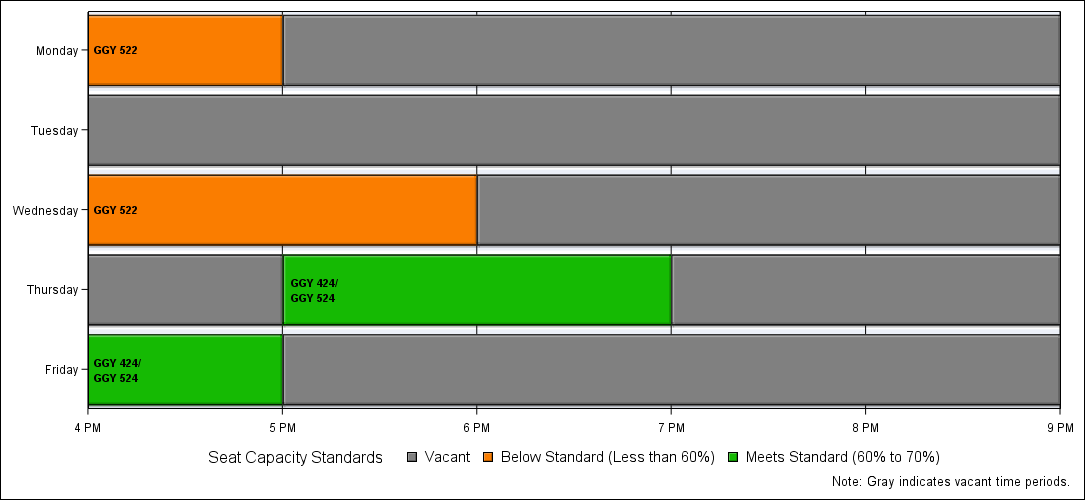 Monday
GGY 522
Tuesday
Wednesday
GGY 522
Thursday
GGY 424/
GGY 524
Friday
GGY 424/
GGY 524
4 PM 5 PM 6 PM 7 PM 8 PM 9 PM
Seat Capacity Standards Vacant Below Standard (Less than 60%) Meets Standard (60% to 70%)
Note: Gray indicates vacant time periods.